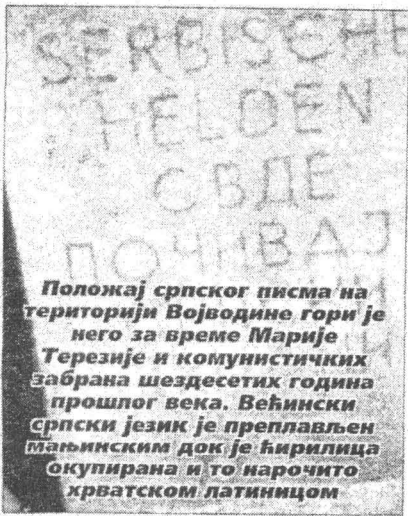 SERBISCHE
HELDEN
ОВДЕ
ПОЧИВАЈ
Положај српског писма на
територији Војводине гори је
него за време Марије
Терезије и комунистичких
забрана шездесетих година
прошлог века. Већински
српски језик је преплављен
мањинским док је ћирилица
окупирана и то нарочито
хрватском латиницом